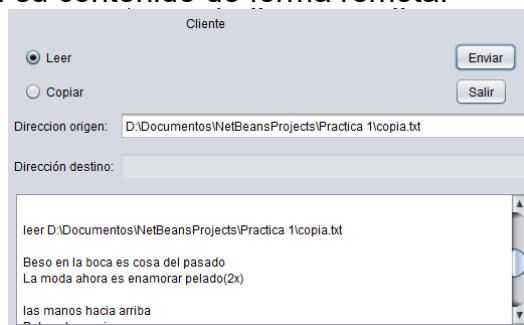 su contenido de forma remota.
Cliente
Leer
Enviar
Copiar
Salir
Direccion origen: D:\Documentos\NetBeansProjects\Practica 1\copia.txt
Dirección destino:
leer D:\Documentos\NetBeansProjects\Practica 1\copia.txt
Beso en la boca es cosa del pasado
La moda ahora es enamorar pelado(2x)
las manos hacia arriba